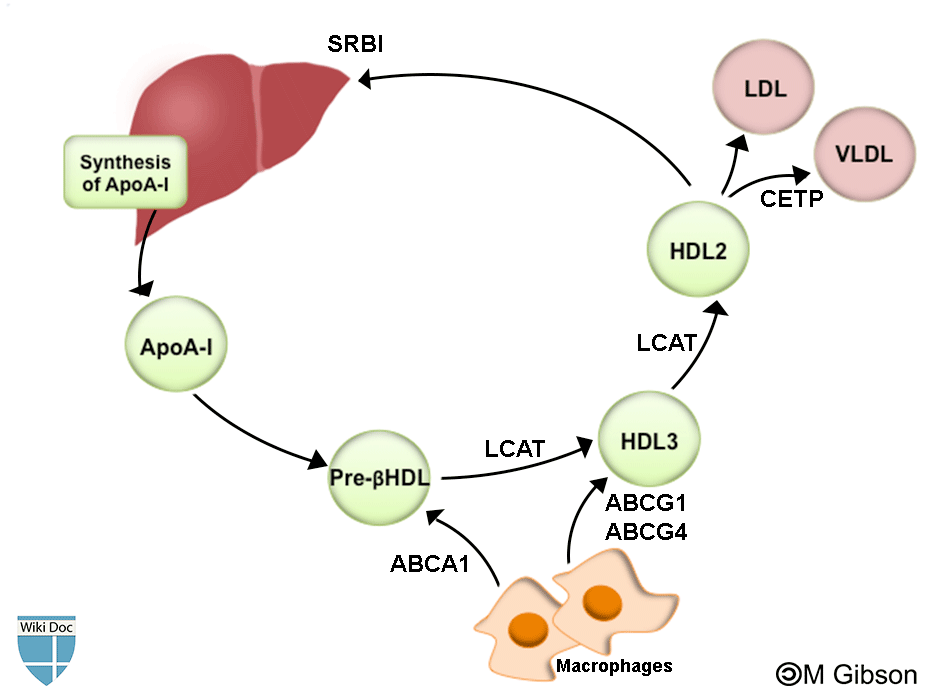 SRBI
LDL
VLDL
CETP
Synthesis
of ApoA-I
HDL2
ApoA-I
LCAT
HDL3
LCAT
Pre-βHDL
ABCG1
ABCG4
ABCA1
Macrophages
Wiki Doc
ↄM Gibson